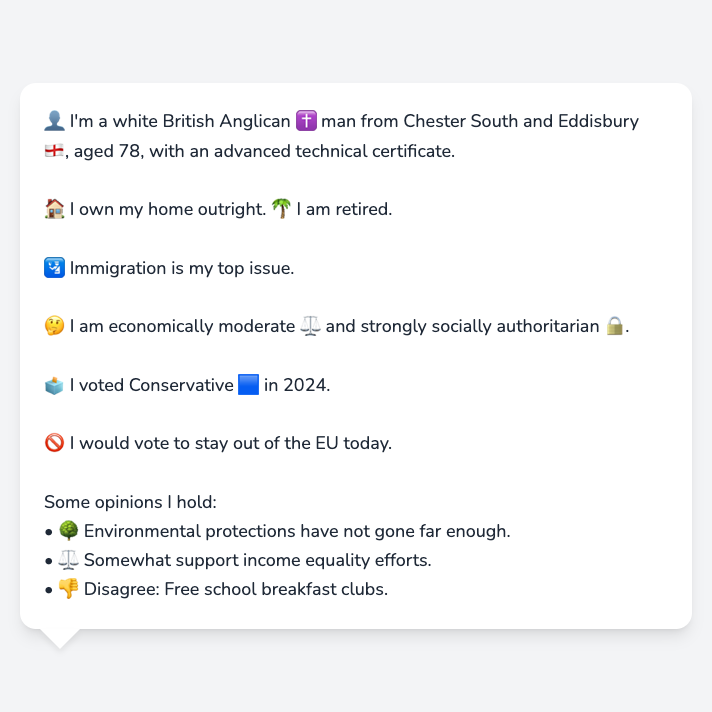 👤 I'm a white British Anglican ✝️ man from Chester South and Eddisbury
🏴󠁧󠁢󠁥󠁮󠁧󠁿, aged 78, with an advanced technical certificate.
🏠 I own my home outright. 🌴 I am retired.
🛂 Immigration is my top issue.
🤔 I am economically moderate ⚖️ and strongly socially authoritarian 🔒.
🗳️ I voted Conservative 🟦 in 2024.
🚫 I would vote to stay out of the EU today.
Some opinions I hold:
• 🌳 Environmental protections have not gone far enough.
• ⚖️ Somewhat support income equality efforts.
• 👎 Disagree: Free school breakfast clubs.